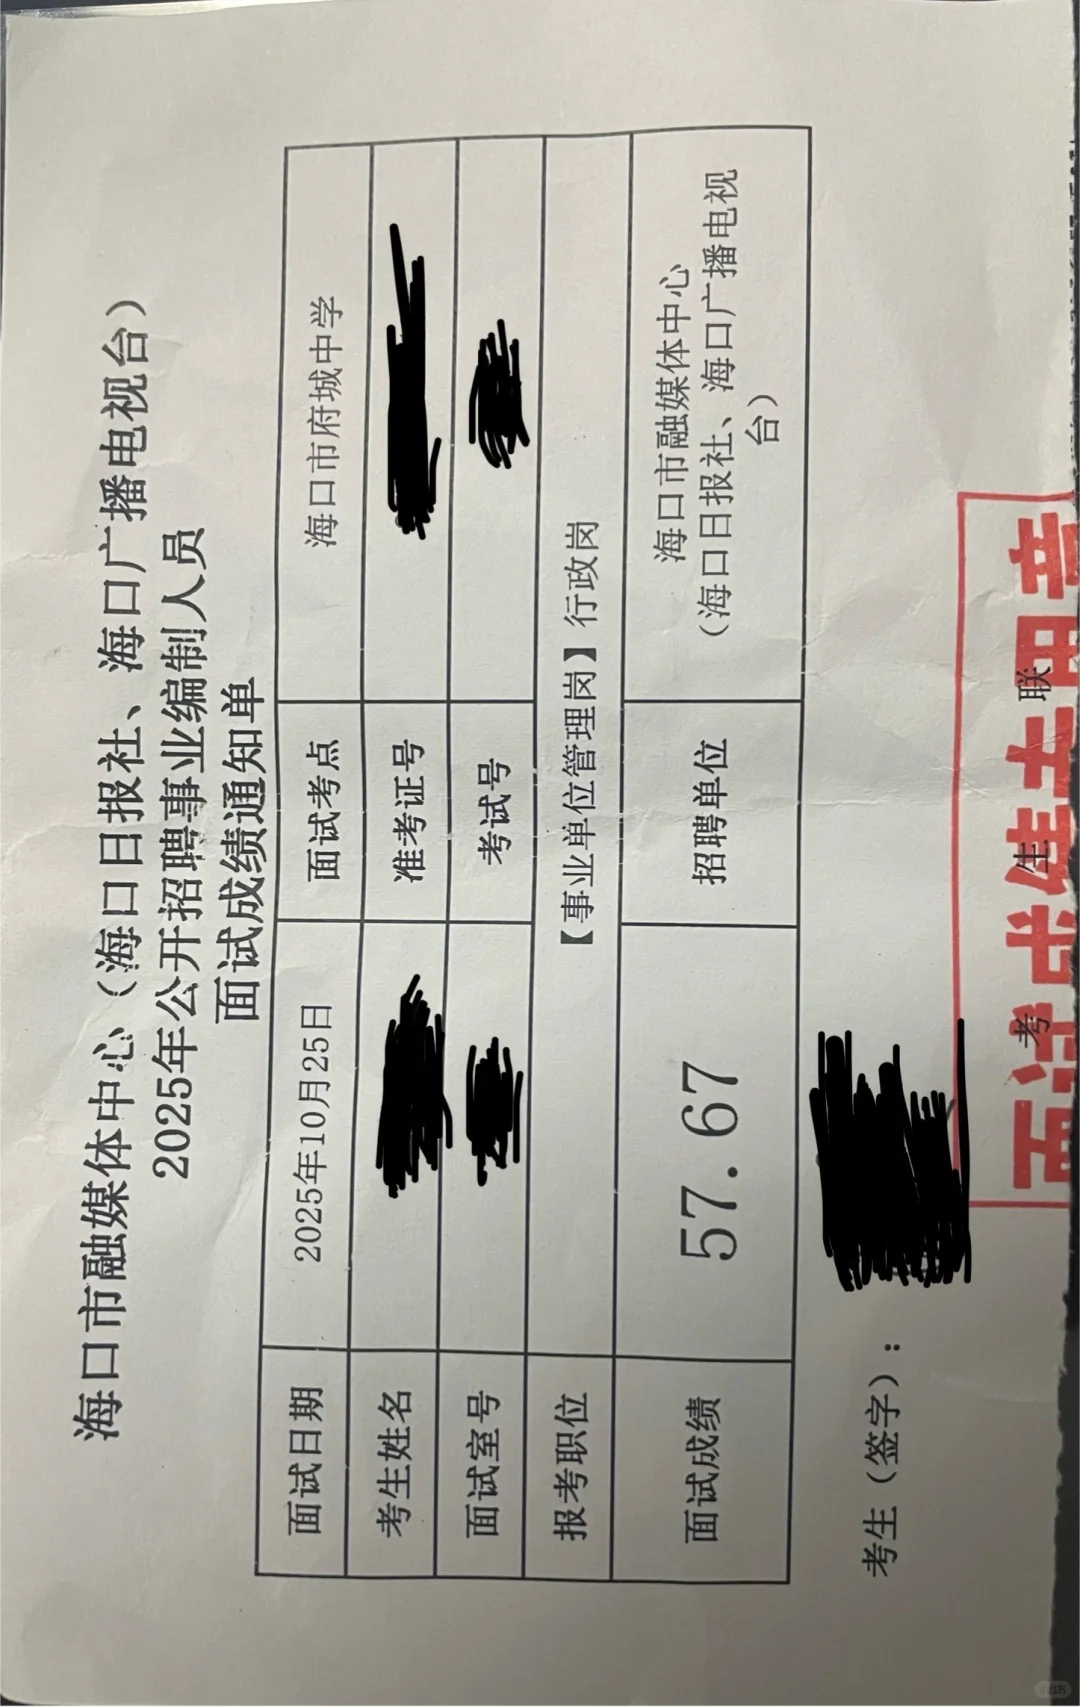 海口市融媒体中心（海口日报社、海口广播电视台）
2025年公开招聘事业编制人员
面试成绩通知单
面试日期 2025年10月25日 面试考点 海口市府城中学
考生姓名 准考证号
面试室号 考试号
报考职位 【事业单位管理岗】行政岗
面试成绩 57.67 招聘单位 海口市融媒体中心
（海口日报社、海口广播电视
台）
考生（签字）：
考 生 联